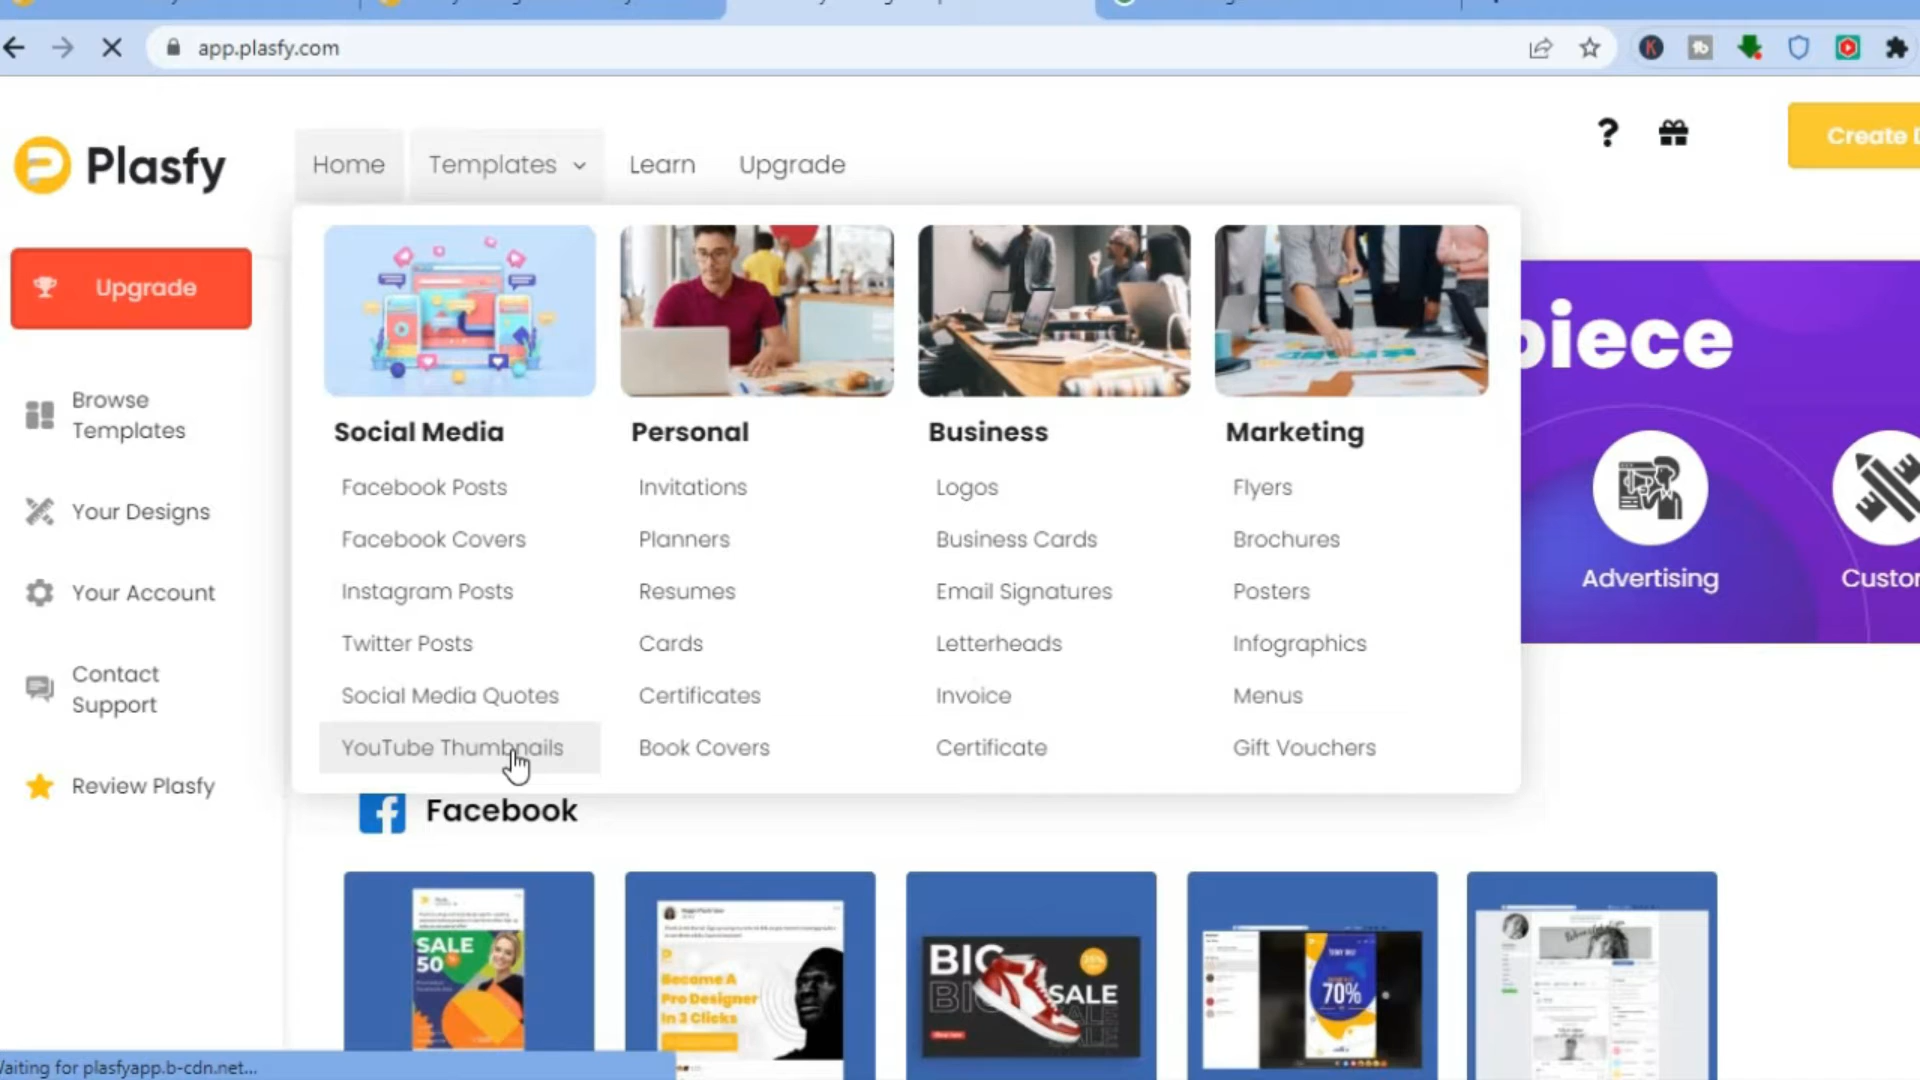 app.plasfy.com
Plasfy
Home
Templates
Learn
Upgrade
Create
Upgrade
Browse
Templates
Your Designs
Your Account
Contact
Support
Review Plasfy
Social Media
Facebook Posts
Facebook Covers
Instagram Posts
Twitter Posts
Social Media Quotes
YouTube Thumbnails
Personal
Invitations
Planners
Resumes
Cards
Certificates
Book Covers
Business
Logos
Business Cards
Email Signatures
Letterheads
Invoice
Certificate
Marketing
Flyers
Brochures
Posters
Infographics
Menus
Gift Vouchers
piece
Advertising
Custo
Facebook
SALE
50
Become A
Pro Designer
In 3 Clicks
BIG
SALE
70%
aiting for plasfyapp.b-cdn.net...